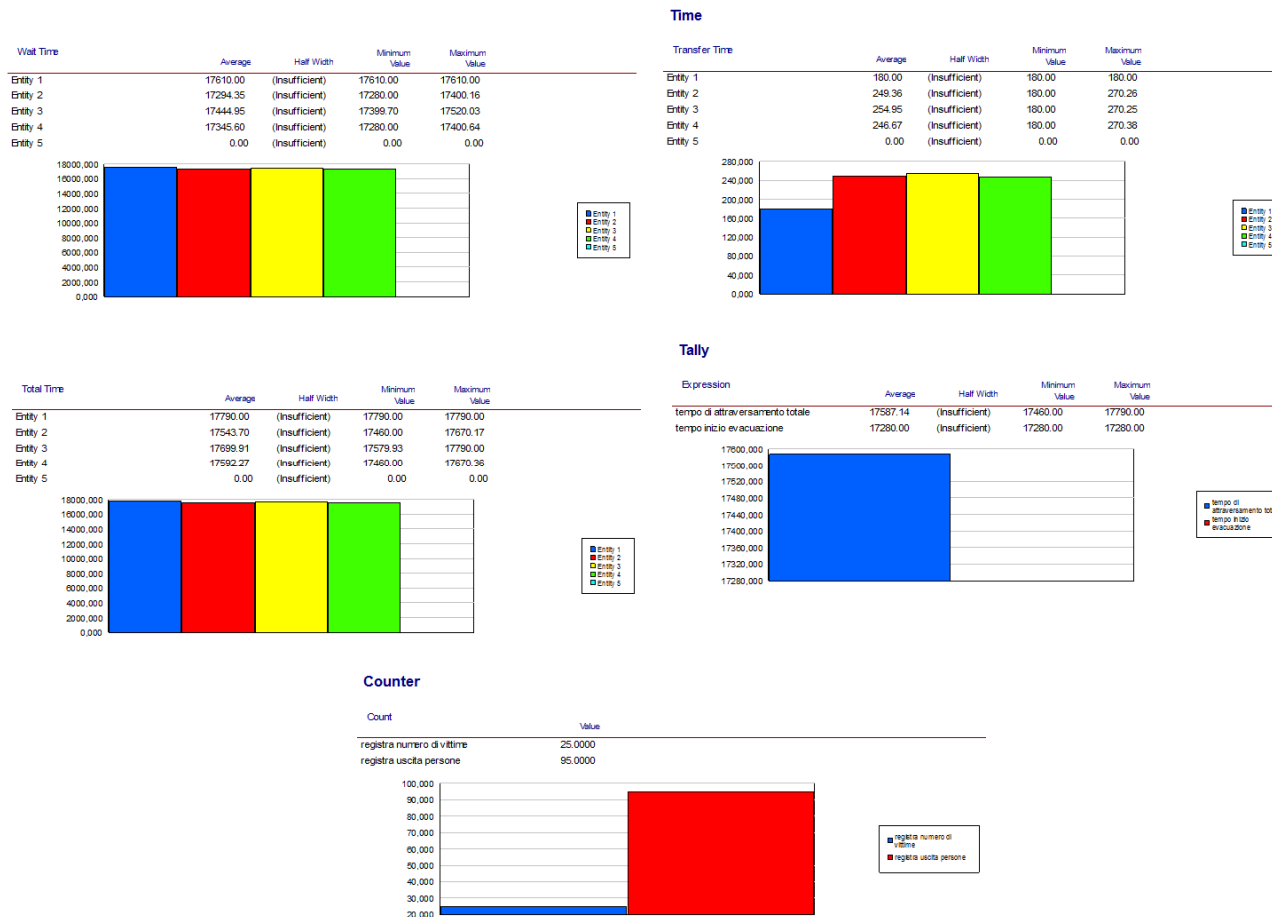 Time
Wait Time
Average Half Width Minimum Value Maximum Value
Entity 1 17610.00 (Insufficient) 17610.00 17610.00
Entity 2 17294.35 (Insufficient) 17280.00 17400.16
Entity 3 17444.95 (Insufficient) 17399.70 17520.03
Entity 4 17345.60 (Insufficient) 17280.00 17400.64
Entity 5 0.00 (Insufficient) 0.00 0.00
18000,000
16000,000
14000,000
12000,000
10000,000
8000,000
6000,000
4000,000
2000,000
0,000
Entity 1
Entity 2
Entity 3
Entity 4
Entity 5
Transfer Time
Average Half Width Minimum Value Maximum Value
Entity 1 180.00 (Insufficient) 180.00 180.00
Entity 2 249.36 (Insufficient) 180.00 270.26
Entity 3 254.95 (Insufficient) 180.00 270.25
Entity 4 246.67 (Insufficient) 180.00 270.38
Entity 5 0.00 (Insufficient) 0.00 0.00
280,000
240,000
200,000
160,000
120,000
80,000
40,000
0,000
Entity 1
Entity 2
Entity 3
Entity 4
Entity 5
Total Time
Average Half Width Minimum Value Maximum Value
Entity 1 17790.00 (Insufficient) 17790.00 17790.00
Entity 2 17543.70 (Insufficient) 17460.00 17670.17
Entity 3 17699.91 (Insufficient) 17579.93 17790.00
Entity 4 17592.27 (Insufficient) 17460.00 17670.36
Entity 5 0.00 (Insufficient) 0.00 0.00
18000,000
16000,000
14000,000
12000,000
10000,000
8000,000
6000,000
4000,000
2000,000
0,000
Entity 1
Entity 2
Entity 3
Entity 4
Entity 5
Tally
Expression
Average Half Width Minimum Value Maximum Value
tempo di attraversamento totale 17587.14 (Insufficient) 17460.00 17790.00
tempo inizio evacuazione 17280.00 (Insufficient) 17280.00 17280.00
17600,000
17500,000
17520,000
17480,000
17440,000
17400,000
17360,000
17320,000
17280,000
tempo di
attraversamento tot
tempo inizio
evacuazione
Counter
Count
Value
registra numero di vittime 25.0000
registra uscita persone 95.0000
100,000
90,000
80,000
70,000
60,000
50,000
40,000
30,000
20,000
registra numero di
vittime
registra uscita persone